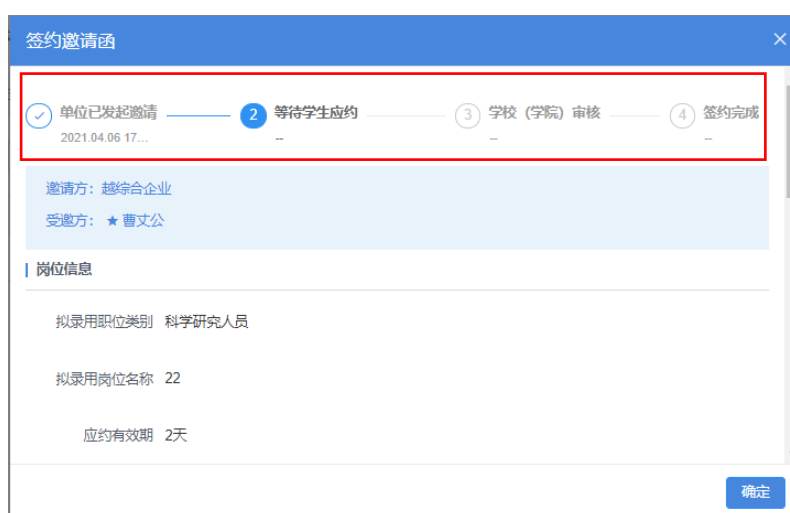 签约邀请函
单位已发起邀请 2 等待学生应约 3 学校（学院）审核 4 签约完成
2021.04.06 17... -- -- --
邀请方：越综合企业
受邀方：★曹丈公
岗位信息
拟录用职位类别 科学研究人员
拟录用岗位名称 22
应约有效期 2天
确定